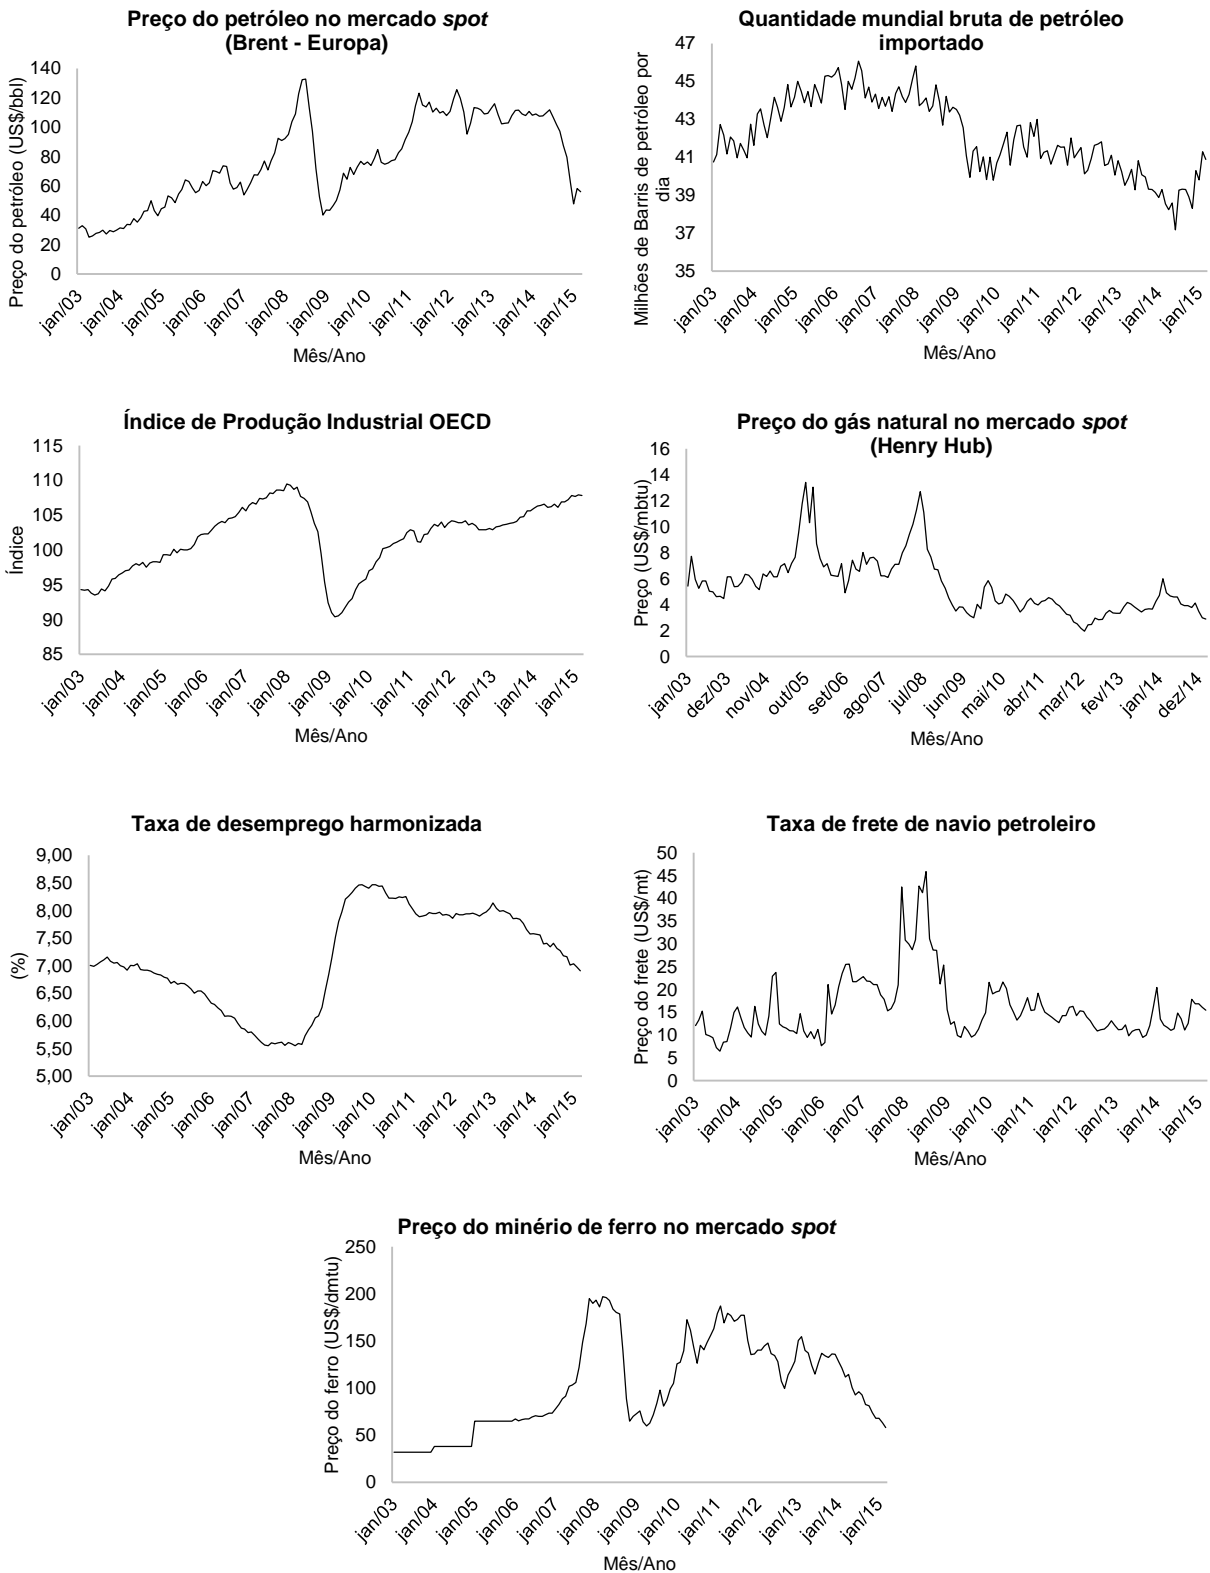 Preço do petróleo no mercado spot
(Brent - Europa)
Preço do petróleo (US$/bbl)
140
120
100
80
60
40
20
0
jan/03
jan/04
jan/05
jan/06
jan/07
jan/08
jan/09
jan/10
jan/11
jan/12
jan/13
jan/14
jan/15
Mês/Ano
Quantidade mundial bruta de petróleo
importado
Milhões de Barris de petróleo por
dia
47
45
43
41
39
37
35
jan/03
jan/04
jan/05
jan/06
jan/07
jan/08
jan/09
jan/10
jan/11
jan/12
jan/13
jan/14
jan/15
Mês/Ano
Índice de Produção Industrial OECD
Índice
115
110
105
100
95
90
85
jan/03
jan/04
jan/05
jan/06
jan/07
jan/08
jan/09
jan/10
jan/11
jan/12
jan/13
jan/14
jan/15
Mês/Ano
Preço do gás natural no mercado spot
(Henry Hub)
Preço (US$/mbtu)
16
14
12
10
8
6
4
2
0
jan/03
dez/03
nov/04
out/05
set/06
ago/07
jul/08
jun/09
mai/10
abr/11
mar/12
fev/13
jan/14
dez/14
Mês/Ano
Taxa de desemprego harmonizada
(%)
9,00
8,50
8,00
7,50
7,00
6,50
6,00
5,50
5,00
jan/03
jan/04
jan/05
jan/06
jan/07
jan/08
jan/09
jan/10
jan/11
jan/12
jan/13
jan/14
jan/15
Mês/Ano
Taxa de frete de navio petroleiro
Preço do frete (US$/mt)
50
45
40
35
30
25
20
15
10
5
0
jan/03
jan/04
jan/05
jan/06
jan/07
jan/08
jan/09
jan/10
jan/11
jan/12
jan/13
jan/14
jan/15
Mês/Ano
Preço do minério de ferro no mercado spot
Preço do ferro (US$/dmtu)
250
200
150
100
50
0
jan/03
jan/04
jan/05
jan/06
jan/07
jan/08
jan/09
jan/10
jan/11
jan/12
jan/13
jan/14
jan/15
Mês/Ano